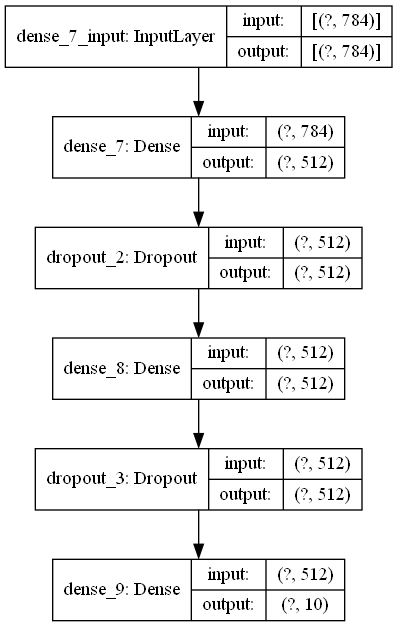 dense_7_input: InputLayer
input: [(?, 784)]
output: [(?, 784)]
dense_7: Dense
input: (?, 784)
output: (?, 512)
dropout_2: Dropout
input: (?, 512)
output: (?, 512)
dense_8: Dense
input: (?, 512)
output: (?, 512)
dropout_3: Dropout
input: (?, 512)
output: (?, 512)
dense_9: Dense
input: (?, 512)
output: (?, 10)